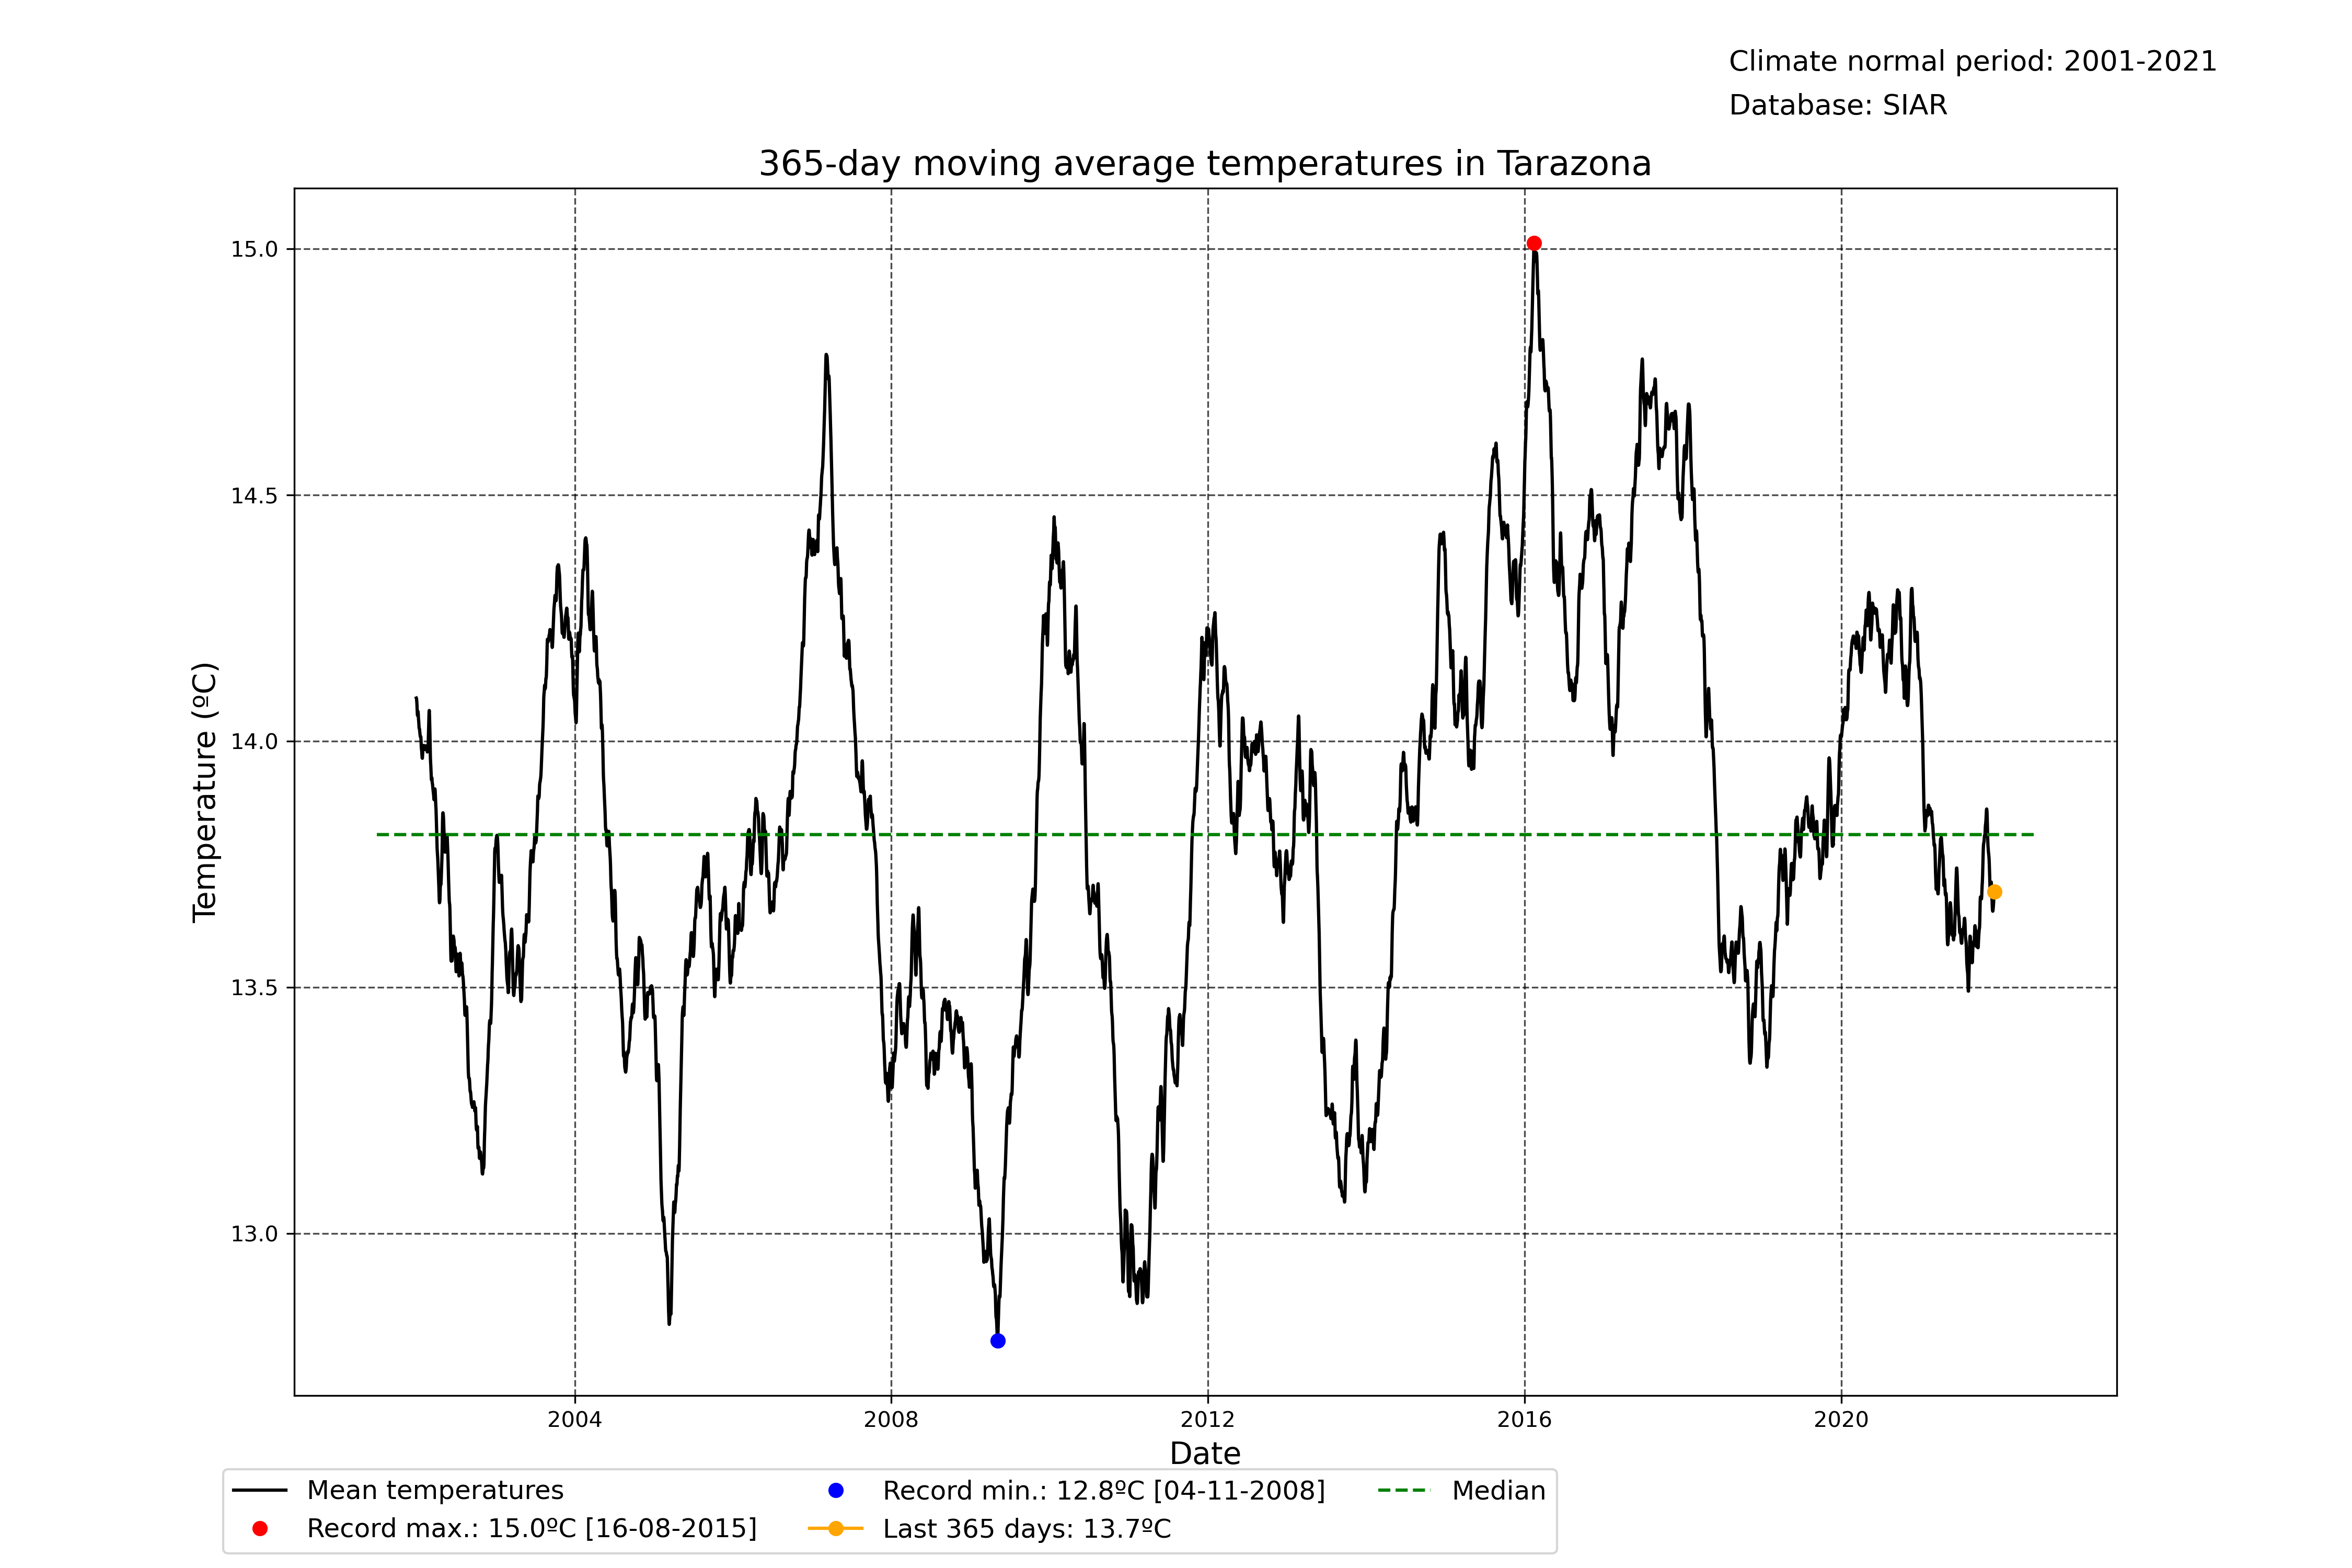 Climate normal period: 2001-2021
Database: SIAR
365-day moving average temperatures in Tarazona
Temperature (ºC)
15.0
14.5
14.0
13.5
13.0
2004
2008
2012
2016
2020
Date
Mean temperatures
Record max.: 15.0ºC [16-08-2015]
Record min.: 12.8ºC [04-11-2008]
Last 365 days: 13.7ºC
Median